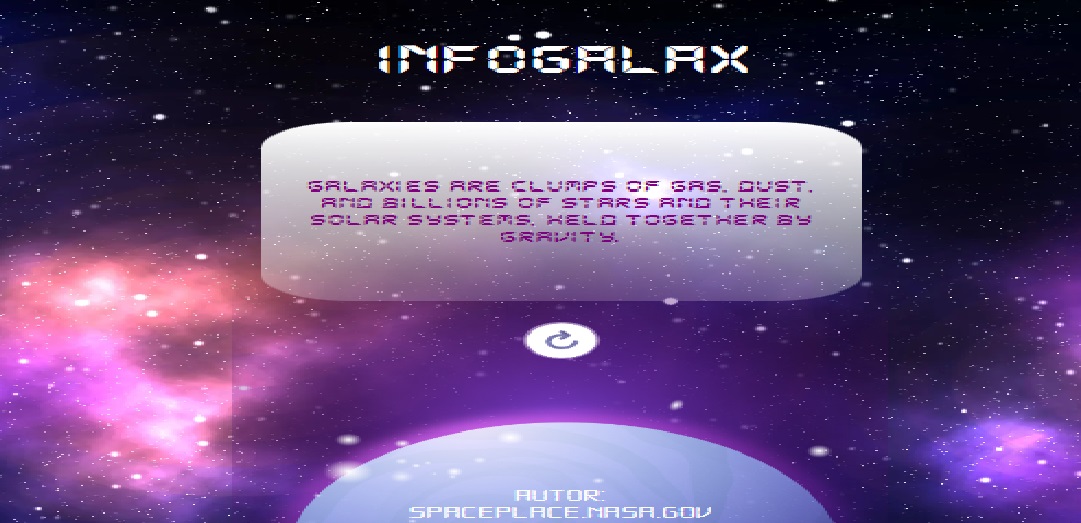 INFOGALAX
GALAXIES ARE CLUMPS OF GAS, DUST,
AND BILLIONS OF STARS AND THEIR
SOLAR SYSTEMS, HELD TOGETHER BY
GRAVITY.
AUTOR:
SPACEPLACE.NASA.GOV